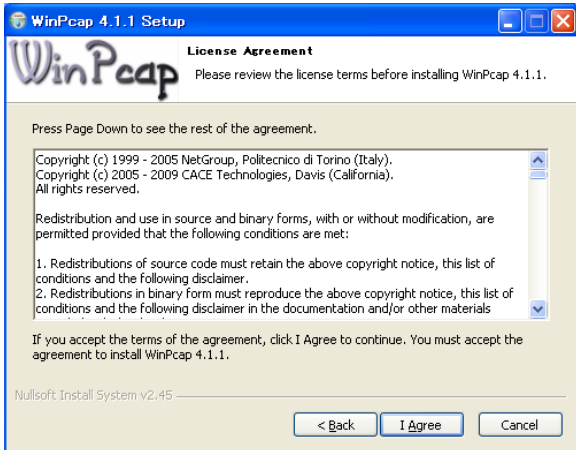 WinPcap 4.1.1 Setup
WinPcap
License Agreement
Please review the license terms before installing WinPcap 4.1.1.
Press Page Down to see the rest of the agreement.
Copyright (c) 1999 - 2005 NetGroup, Politecnico di Torino (Italy).
Copyright (c) 2005 - 2009 CACE Technologies, Davis (California).
All rights reserved.
Redistribution and use in source and binary forms, with or without modification, are
permitted provided that the following conditions are met:
1. Redistributions of source code must retain the above copyright notice, this list of
conditions and the following disclaimer.
2. Redistributions in binary form must reproduce the above copyright notice, this list of
conditions and the following disclaimer in the documentation and/or other materials
If you accept the terms of the agreement, click I Agree to continue. You must accept the
agreement to install WinPcap 4.1.1.
Nullsoft Install System v2.45
< Back
I Agree
Cancel